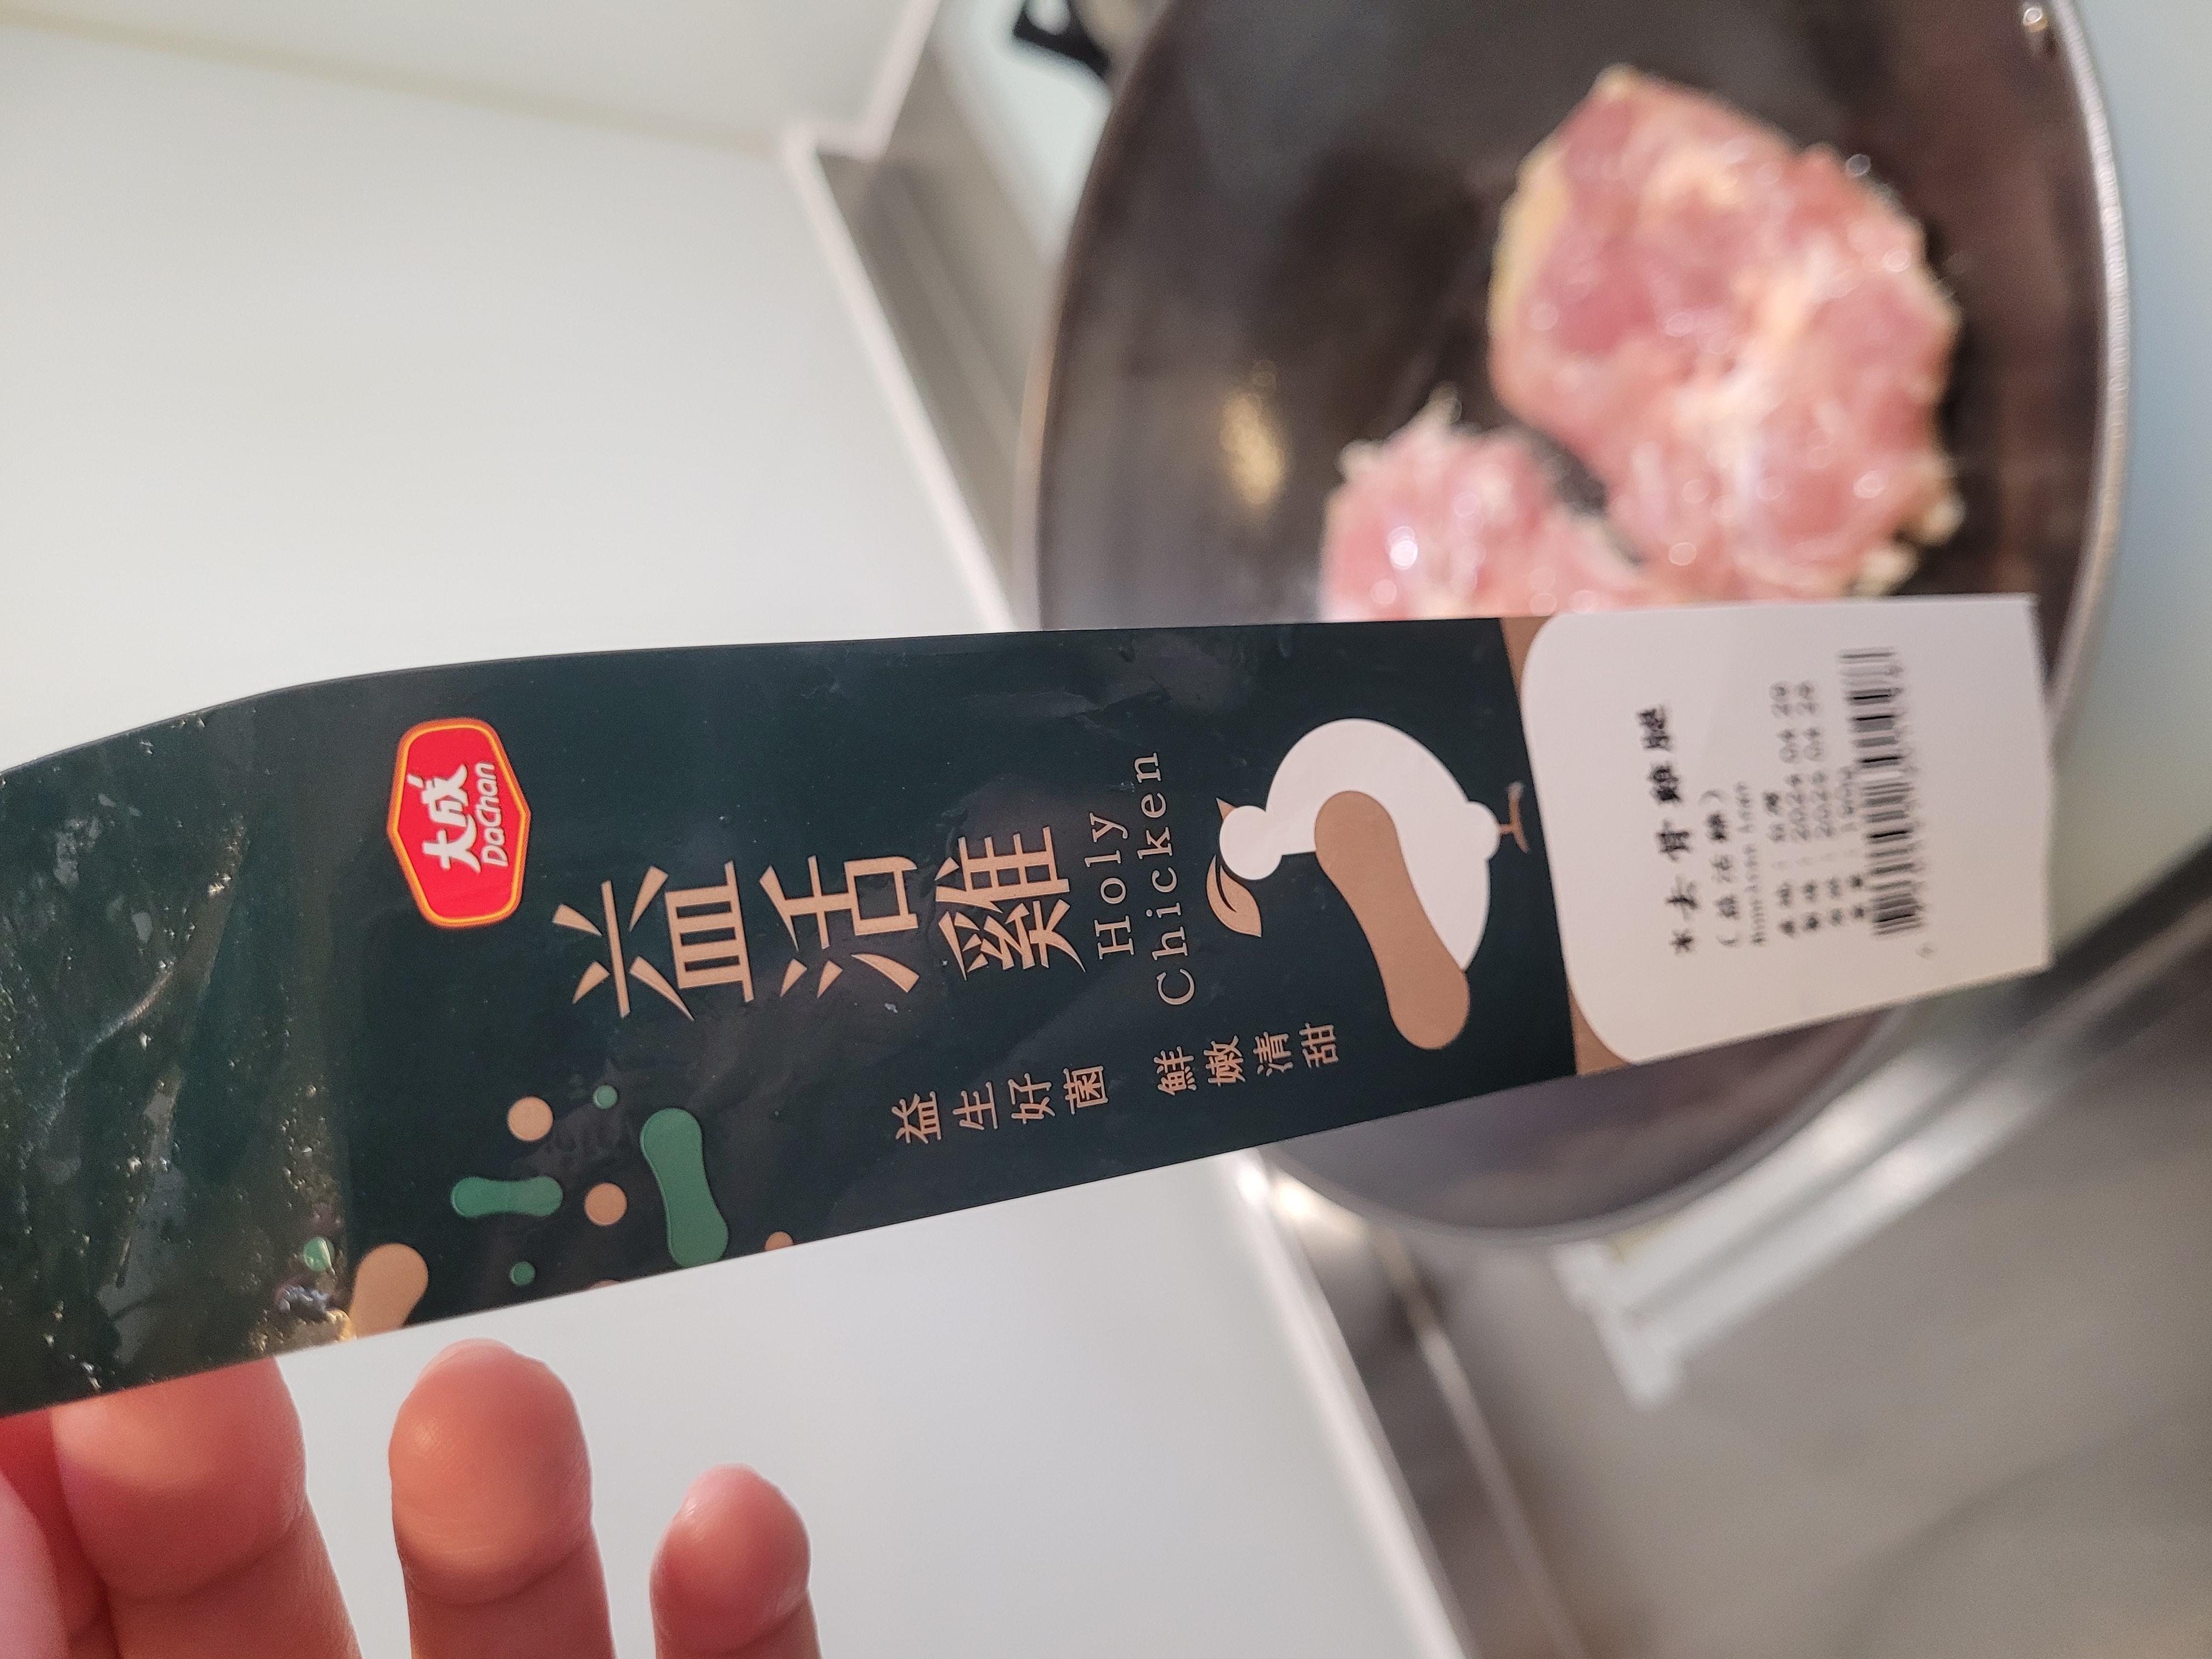 大成
DaChan
益活雞
Holy
Chicken
益生好菌
鮮嫩清甜
去骨雞腿
(益活雞)
Boneless